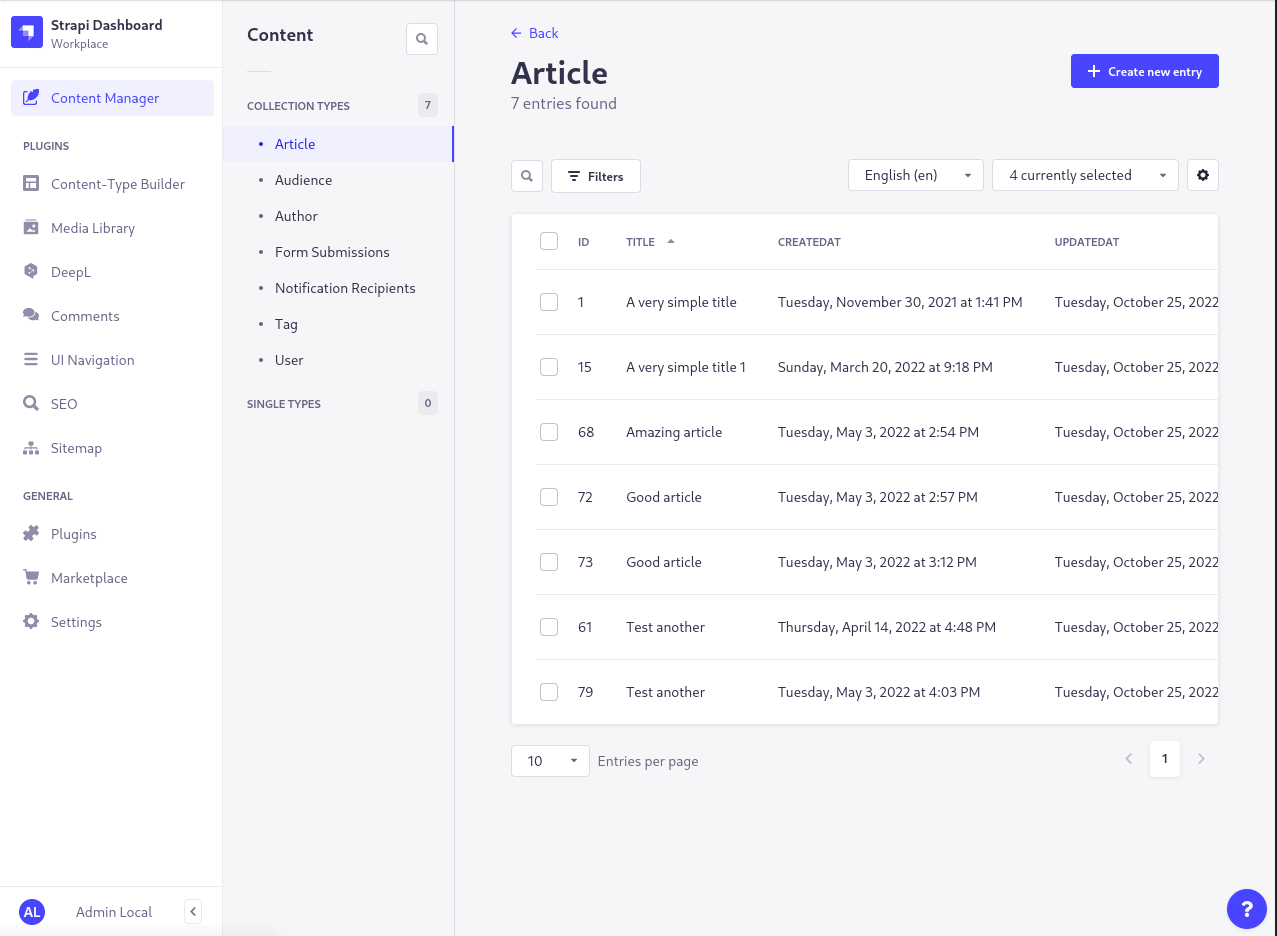 Strapi Dashboard
Workplace
Content Manager
PLUGINS
Content-Type Builder
Media Library
DeepL
Comments
UI Navigation
SEO
Sitemap
GENERAL
Plugins
Marketplace
Settings
AL Admin Local
Content
COLLECTION TYPES 7
Article
Audience
Author
Form Submissions
Notification Recipients
Tag
User
SINGLE TYPES 0
Back
Article
7 entries found
Create new entry
Filters English (en) 4 currently selected
ID TITLE CREATEDAT UPDATEDAT
1 A very simple title Tuesday, November 30, 2021 at 1:41 PM Tuesday, October 25, 2022
15 A very simple title 1 Sunday, March 20, 2022 at 9:18 PM Tuesday, October 25, 2022
68 Amazing article Tuesday, May 3, 2022 at 2:54 PM Tuesday, October 25, 2022
72 Good article Tuesday, May 3, 2022 at 2:57 PM Tuesday, October 25, 2022
73 Good article Tuesday, May 3, 2022 at 3:12 PM Tuesday, October 25, 2022
61 Test another Thursday, April 14, 2022 at 4:48 PM Tuesday, October 25, 2022
79 Test another Tuesday, May 3, 2022 at 4:03 PM Tuesday, October 25, 2022
10 Entries per page 1
?